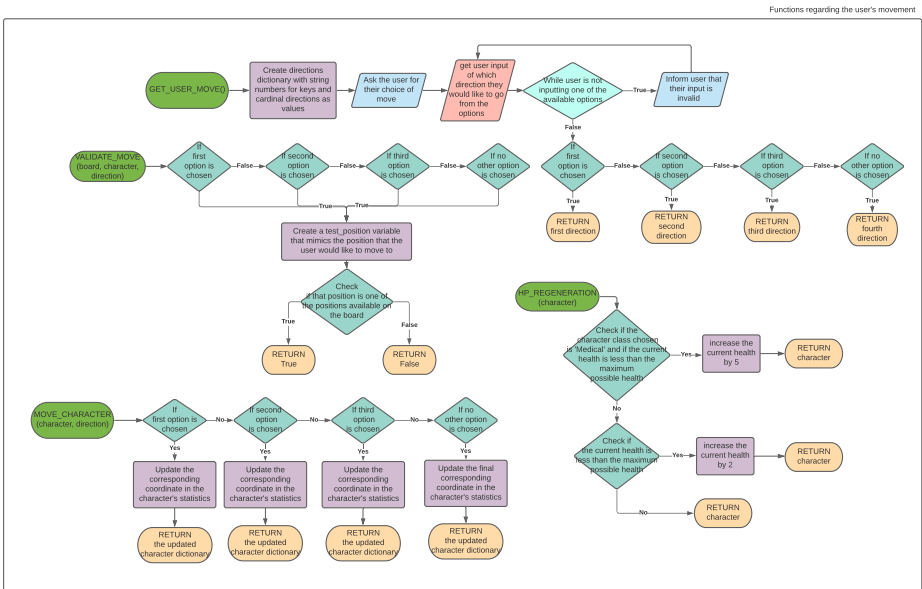 Functions regarding the user's movement
GET_USER_MOVE()
Create directions
dictionary with string
numbers for keys and
cardinal directions as
values
Ask the user for
their choice of
move
get user input
of which
direction they
would like to go
from the
options
While user is not
inputting one of the
available options
True
Inform user that
their input is
invalid
False
If
first
option is
chosen
False
If second
option
is chosen
False
If third
option
is chosen
False
If no
other option
is chosen
True
RETURN
first direction
True
RETURN
second
direction
True
RETURN
third direction
True
RETURN
fourth
direction
VALIDATE_MOVE
(board, character,
direction)
If
first
option is
chosen
False
If second
option
is chosen
False
If third
option
is chosen
False
If no
other option
is chosen
True
True
Create a test_position variable
that mimics the position that the
user would like to move to
Check
if that position is one of
the positions available on
the board
True
False
RETURN
True
RETURN
False
HP_REGENERATION
(character)
Check if the
character class chosen
is 'Medical' and if the current
health is less than the
maximum
possible health
Yes
increase the
current health
by 5
RETURN
character
No
Check if
the current health is
less than the maximum
possible health
Yes
increase the
current health
by 2
RETURN
character
No
RETURN
character
MOVE_CHARACTER
(character, direction)
If
first option is
chosen
No
If second
option
is chosen
No
If third
option
is chosen
No
If no
other option
is chosen
Yes
Yes
Yes
Yes
Update the
corresponding
coordinate in the
character's statistics
Update the
corresponding
coordinate in the
character's statistics
Update the
corresponding
coordinate in the
character's statistics
Update the final
corresponding
coordinate in the
character's statistics
RETURN
the updated
character dictionary
RETURN
the updated
character dictionary
RETURN
the updated
character dictionary
RETURN
the updated
character dictionary